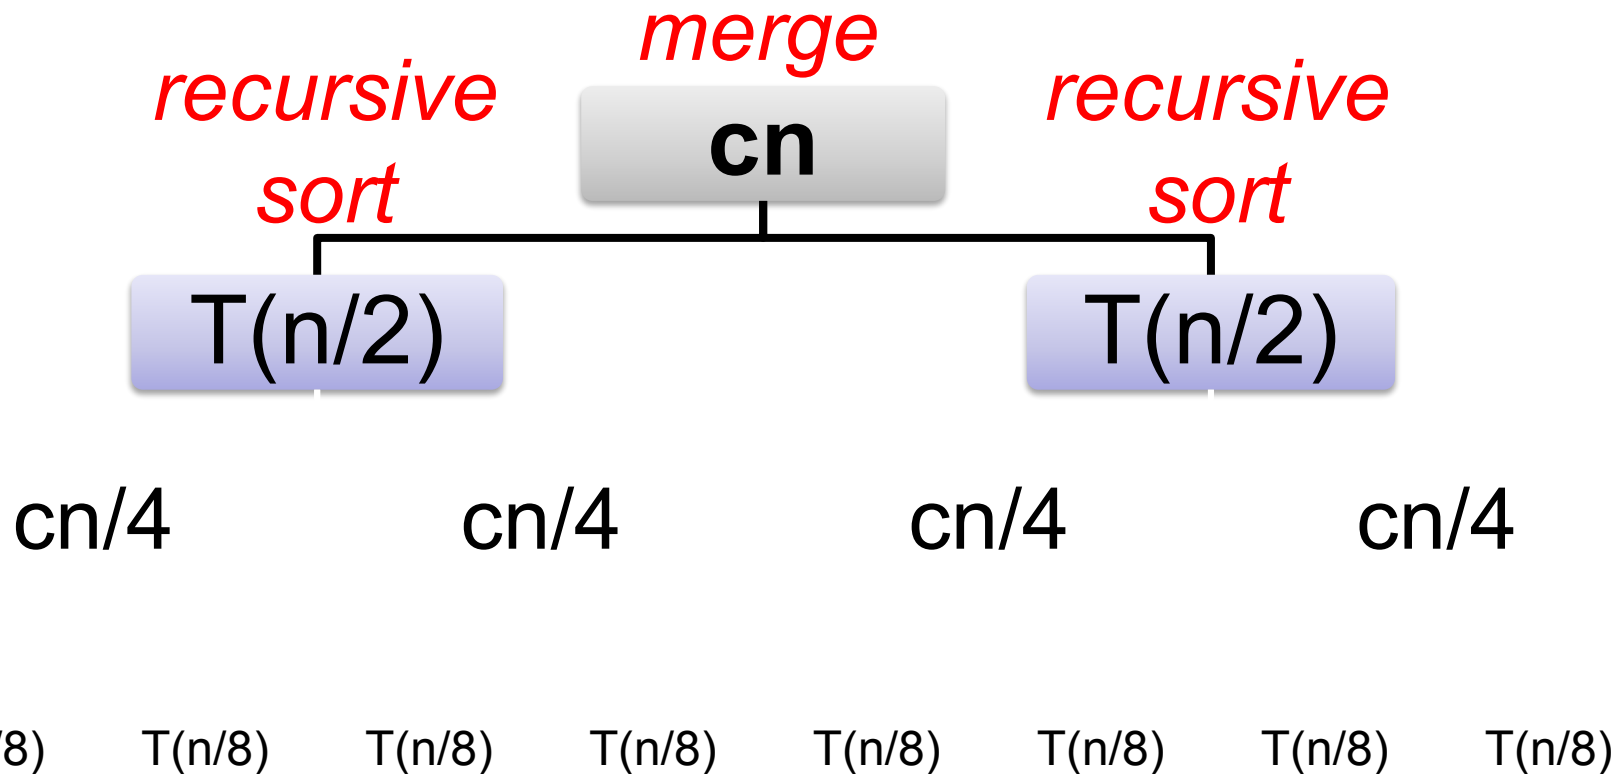 merge
recursive
sort
cn
recursive
sort
T(n/2) T(n/2)
cn/4 cn/4 cn/4 cn/4
/8) T(n/8) T(n/8) T(n/8) T(n/8) T(n/8) T(n/8) T(n/8)